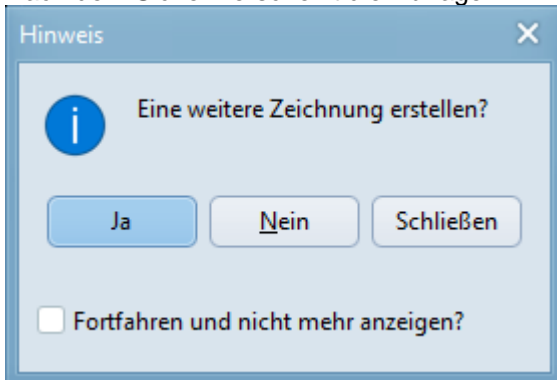 Hinweis
Eine weitere Zeichnung erstellen?
Ja Nein Schließen
Fortfahren und nicht mehr anzeigen?